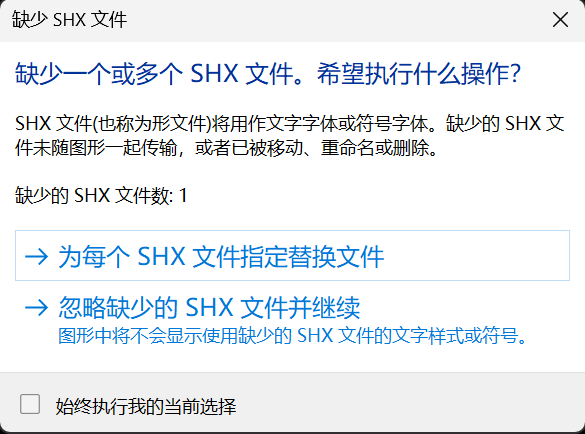 缺少 SHX 文件
缺少一个或多个 SHX 文件。希望执行什么操作?
SHX 文件(也称为形文件)将用作文字字体或符号字体。缺少的 SHX 文
件未随图形一起传输，或者已被移动、重命名或删除。
缺少的 SHX 文件数: 1
→ 为每个 SHX 文件指定替换文件
→ 忽略缺少的 SHX 文件并继续
图形中将不会显示使用缺少的 SHX 文件的文字样式或符号。
始终执行我的当前选择